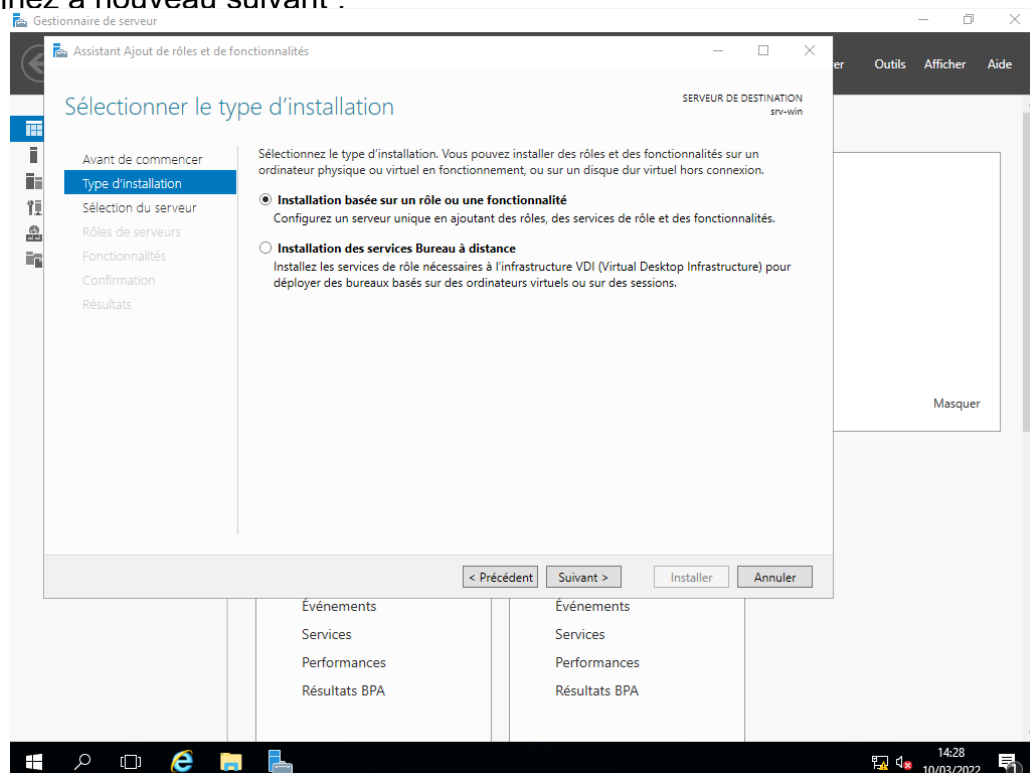 à nouveau suivant :
Gestionnaire de serveur
Assistant Ajout de rôles et de fonctionnalités
Outils Afficher Aide
Sélectionner le type d'installation
SERVEUR DE DESTINATION
srv-win
Avant de commencer
Type d'installation
Sélection du serveur
Rôles de serveurs
Fonctionnalités
Confirmation
Résultats
Sélectionnez le type d'installation. Vous pouvez installer des rôles et des fonctionnalités sur un
ordinateur physique ou virtuel en fonctionnement, ou sur un disque dur virtuel hors connexion.
Installation basée sur un rôle ou une fonctionnalité
Configurez un serveur unique en ajoutant des rôles, des services de rôle et des fonctionnalités.
Installation des services Bureau à distance
Installez les services de rôle nécessaires à l'infrastructure VDI (Virtual Desktop Infrastructure) pour
déployer des bureaux basés sur des ordinateurs virtuels ou sur des sessions.
Masquer
< Précédent Suivant > Installer Annuler
Événements
Services
Performances
Résultats BPA
Événements
Services
Performances
Résultats BPA
14:28
10/03/2022